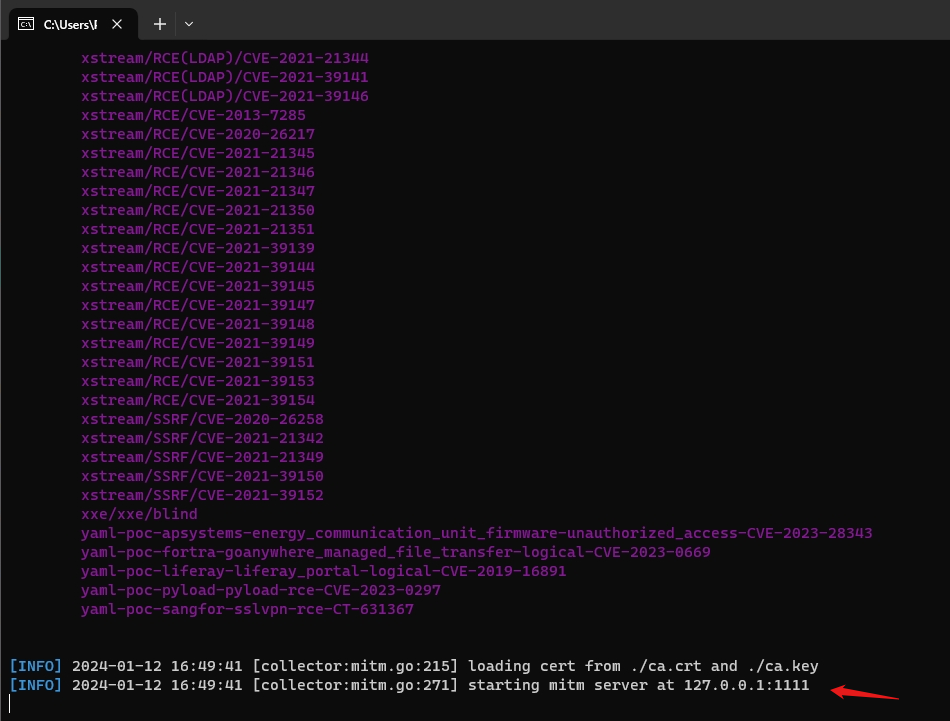 C:\Users\
xstream/RCE(LDAP)/CVE-2021-21344
xstream/RCE(LDAP)/CVE-2021-39141
xstream/RCE(LDAP)/CVE-2021-39146
xstream/RCE/CVE-2013-7285
xstream/RCE/CVE-2020-26217
xstream/RCE/CVE-2021-21345
xstream/RCE/CVE-2021-21346
xstream/RCE/CVE-2021-21347
xstream/RCE/CVE-2021-21350
xstream/RCE/CVE-2021-21351
xstream/RCE/CVE-2021-39139
xstream/RCE/CVE-2021-39144
xstream/RCE/CVE-2021-39145
xstream/RCE/CVE-2021-39147
xstream/RCE/CVE-2021-39148
xstream/RCE/CVE-2021-39149
xstream/RCE/CVE-2021-39151
xstream/RCE/CVE-2021-39153
xstream/RCE/CVE-2021-39154
xstream/SSRF/CVE-2020-26258
xstream/SSRF/CVE-2021-21342
xstream/SSRF/CVE-2021-21349
xstream/SSRF/CVE-2021-39150
xstream/SSRF/CVE-2021-39152
xxe/xxe/blind
yaml-poc-apsystems-energy_communication_unit_firmware-unauthorized_access-CVE-2023-28343
yaml-poc-fortra-goanywhere_managed_file_transfer-logical-CVE-2023-0669
yaml-poc-liferay-liferay_portal-logical-CVE-2019-16891
yaml-poc-pyload-pyload-rce-CVE-2023-0297
yaml-poc-sangfor-sslvpn-rce-CT-631367
[INFO] 2024-01-12 16:49:41 [collector:mitm.go:215] loading cert from ./ca.crt and ./ca.key
[INFO] 2024-01-12 16:49:41 [collector:mitm.go:271] starting mitm server at 127.0.0.1:1111